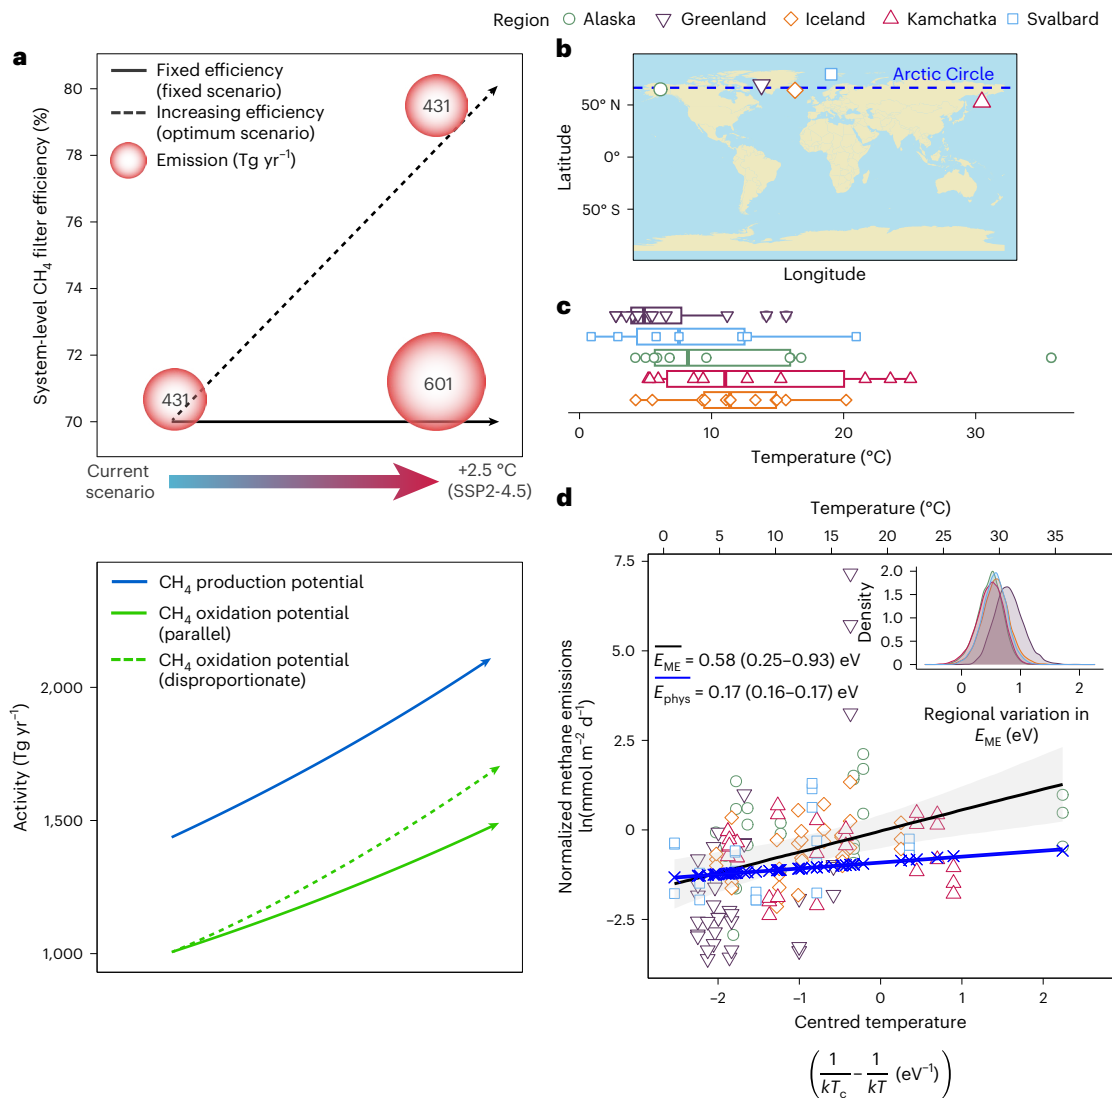 Region Alaska Greenland Iceland Kamchatka Svalbard
a
Fixed efficiency
(fixed scenario)
Increasing efficiency
(optimum scenario)
Emission (Tg yr⁻¹)
System-level CH₄ filter efficiency (%)
80
78
76
74
72
70
431
431
601
Current
scenario
+2.5 °C
(SSP2-4.5)
CH₄ production potential
CH₄ oxidation potential
(parallel)
CH₄ oxidation potential
(disproportionate)
Activity (Tg yr⁻¹)
2,000
1,500
1,000
b
Arctic Circle
Latitude
50° N
0°
50° S
Longitude
c
0 10 20 30
Temperature (°C)
d
Temperature (°C)
0 5 10 15 20 25 30 35
Normalized methane emissions
ln(mmol m⁻² d⁻¹)
7.5
5.0
2.5
0
−2.5
E_ME = 0.58 (0.25–0.93) eV
E_phys = 0.17 (0.16–0.17) eV
Density
2.0
1.5
1.0
0.5
0
0 1 2
Regional variation in
E_ME (eV)
−2 −1 0 1 2
Centred temperature
(1/kT_c − 1/kT (eV⁻¹))